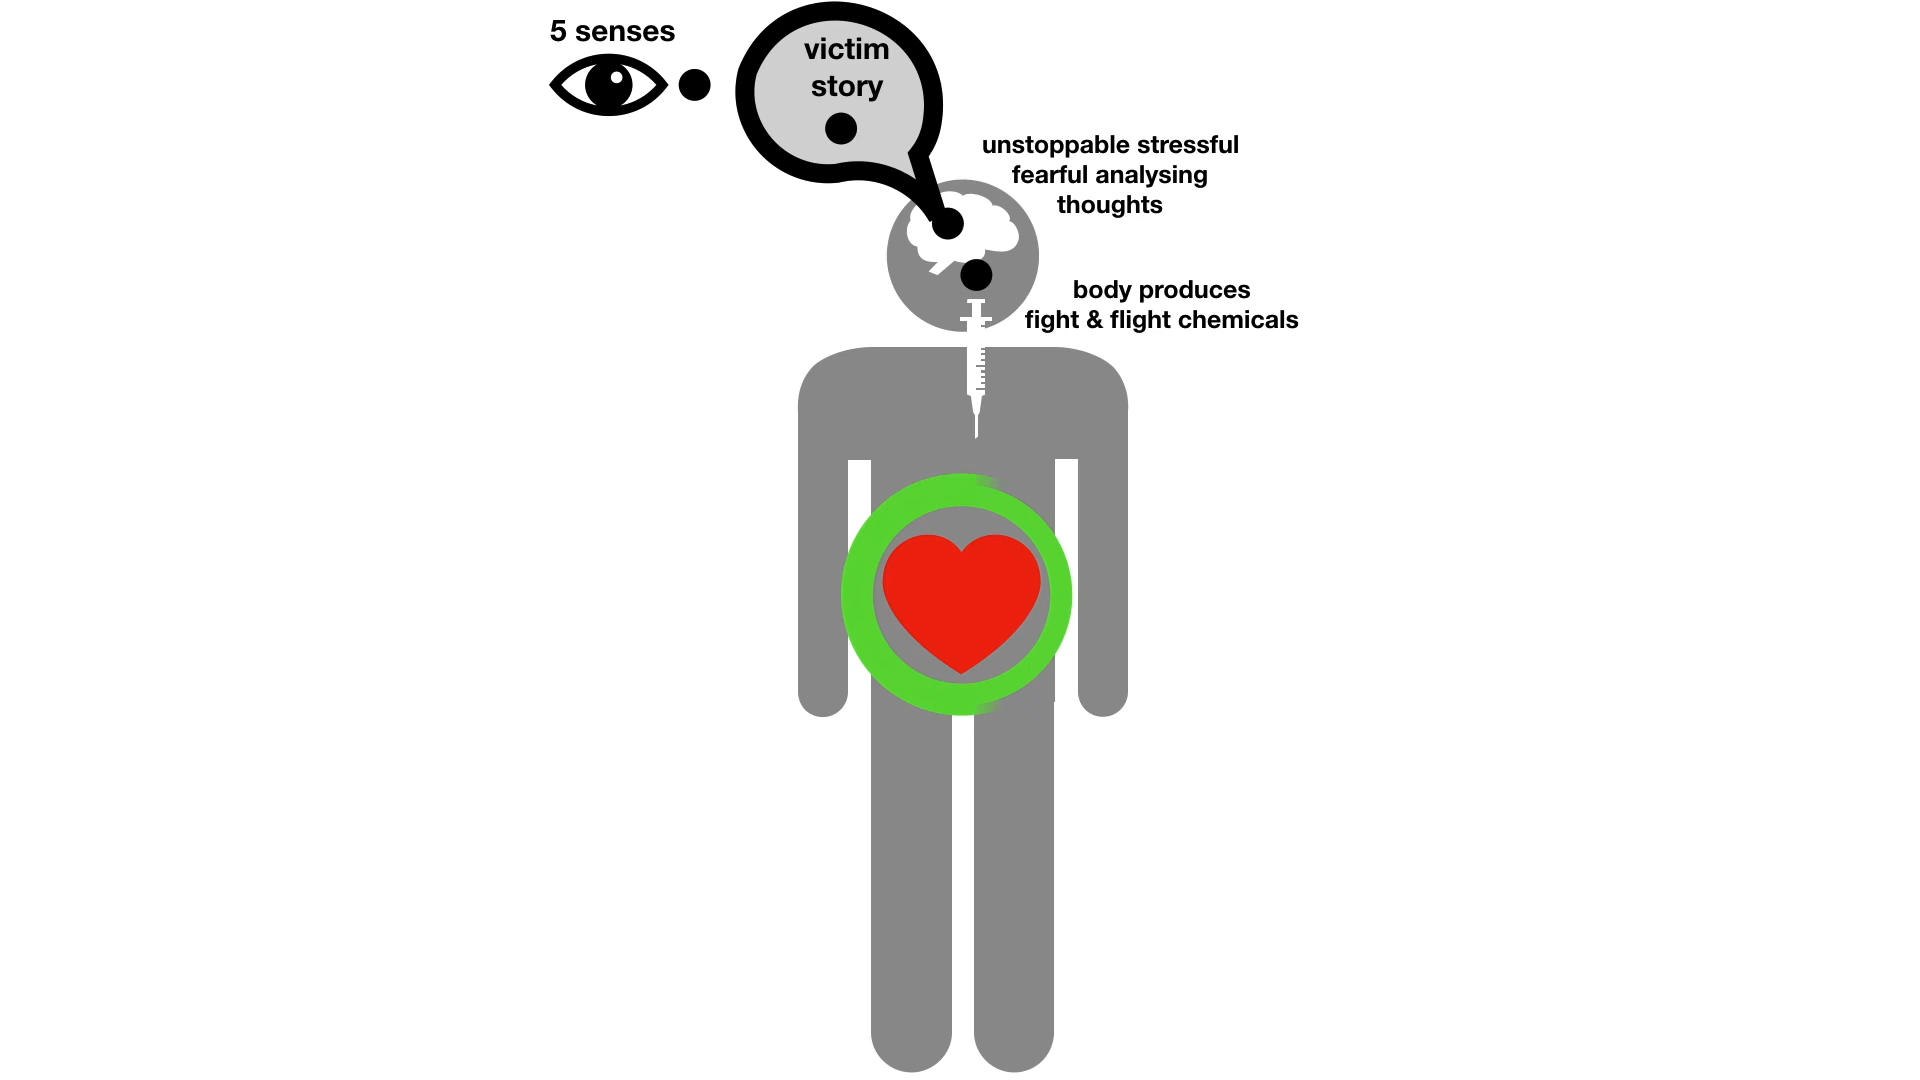 5 senses
victim
story
unstoppable stressful
fearful analysing
thoughts
body produces
fight & flight chemicals